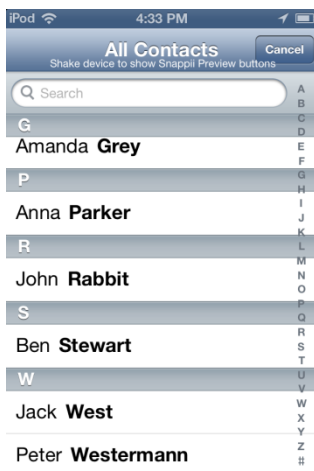 iPod 4:33 PM
All Contacts
Cancel
Shake device to show Snappii Preview buttons
Search
G
Amanda Grey
P
Anna Parker
R
John Rabbit
S
Ben Stewart
W
Jack West
Peter Westermann
A
B
C
D
E
F
G
H
I
J
K
L
M
N
O
P
Q
R
S
T
U
V
W
X
Y
Z
#